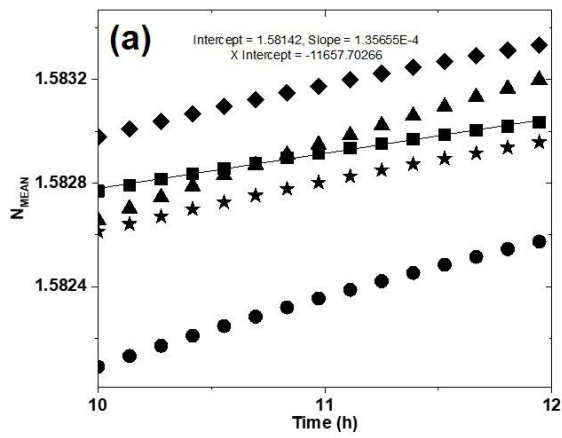 (a)
Intercept = 1.58142, Slope = 1.35655E-4
X Intercept = -11657.70266
1.5832
1.5828
1.5824
N_MEAN
10
11
12
Time (h)